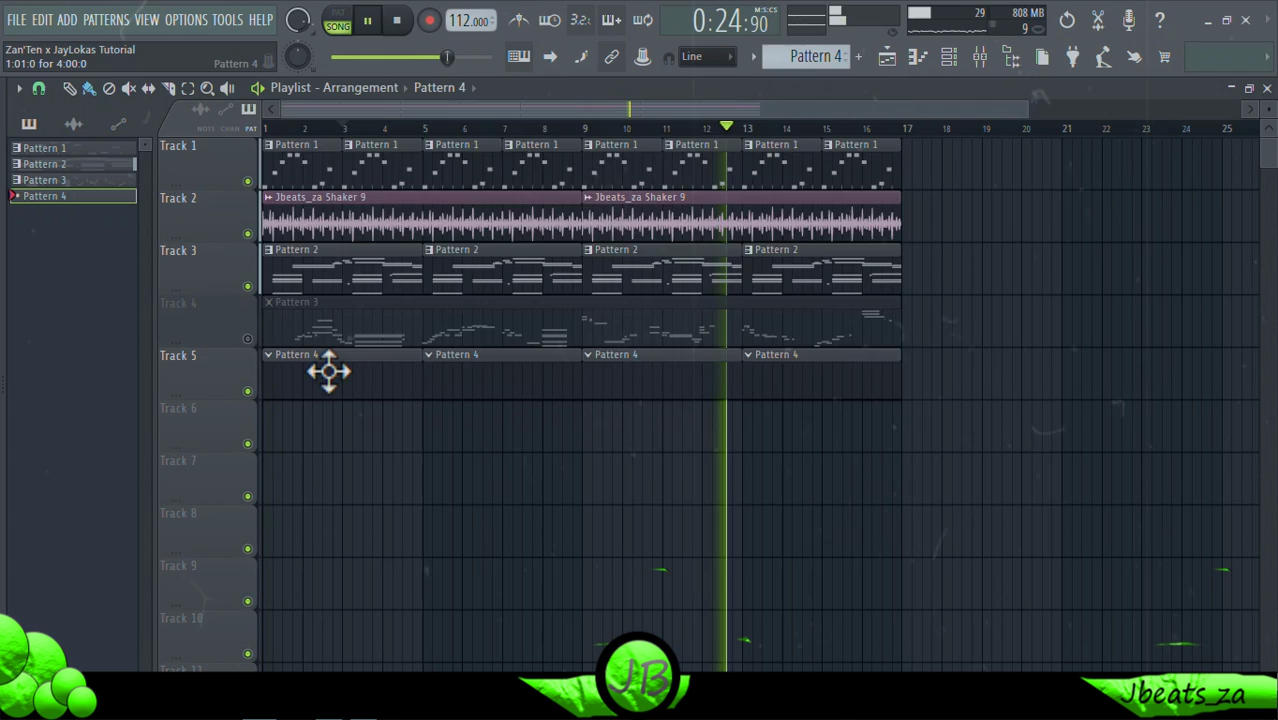 FILE EDIT ADD PATTERNS VIEW OPTIONS TOOLS HELP
PAT
SONG
112.000
3.2.
0:24:90
M:S:CS
29
808 MB
9
Zan'Ten x JayLokas Tutorial
1:01:0 for 4:00:0
Pattern 4
Line
Pattern 4
Playlist - Arrangement Pattern 4
NOTE CHAN PAT
1 2 3 4 5 6 7 8 9 10 11 12 13 14 15 16 17 18 19 20 21 22 23 24 25
Pattern 1
Pattern 2
Pattern 3
Pattern 4
Track 1
Pattern 1 Pattern 1 Pattern 1 Pattern 1 Pattern 1 Pattern 1 Pattern 1 Pattern 1
Track 2
Jbeats_za Shaker 9 Jbeats_za Shaker 9
Track 3
Pattern 2 Pattern 2 Pattern 2 Pattern 2
Track 4
Pattern 3
Track 5
Pattern 4 Pattern 4 Pattern 4 Pattern 4
Track 6
Track 7
Track 8
Track 9
Track 10
JB
Jbeats_za